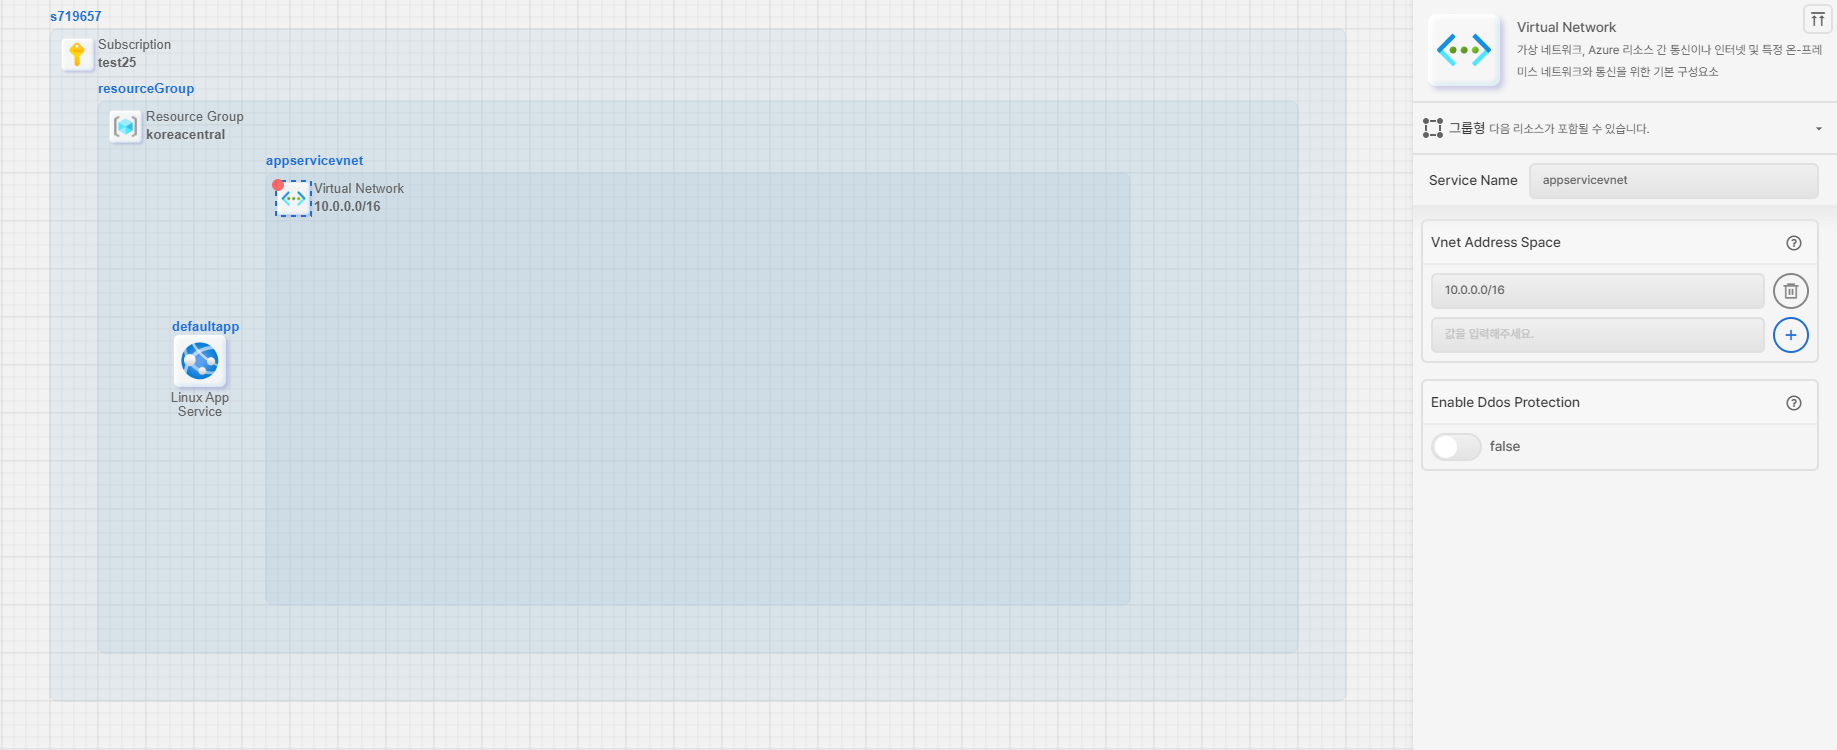 s719657
Subscription
test25
resourceGroup
Resource Group
koreacentral
appservicevnet
Virtual Network
10.0.0.0/16
defaultapp
Linux App
Service
Virtual Network
가상 네트워크, Azure 리소스 간 통신이나 인터넷 및 특정 온-프레
미스 네트워크와 통신을 위한 기본 구성요소
그룹형 다음 리소스가 포함될 수 있습니다.
Service Name
appservicevnet
Vnet Address Space
10.0.0.0/16
값을 입력해주세요.
Enable Ddos Protection
false